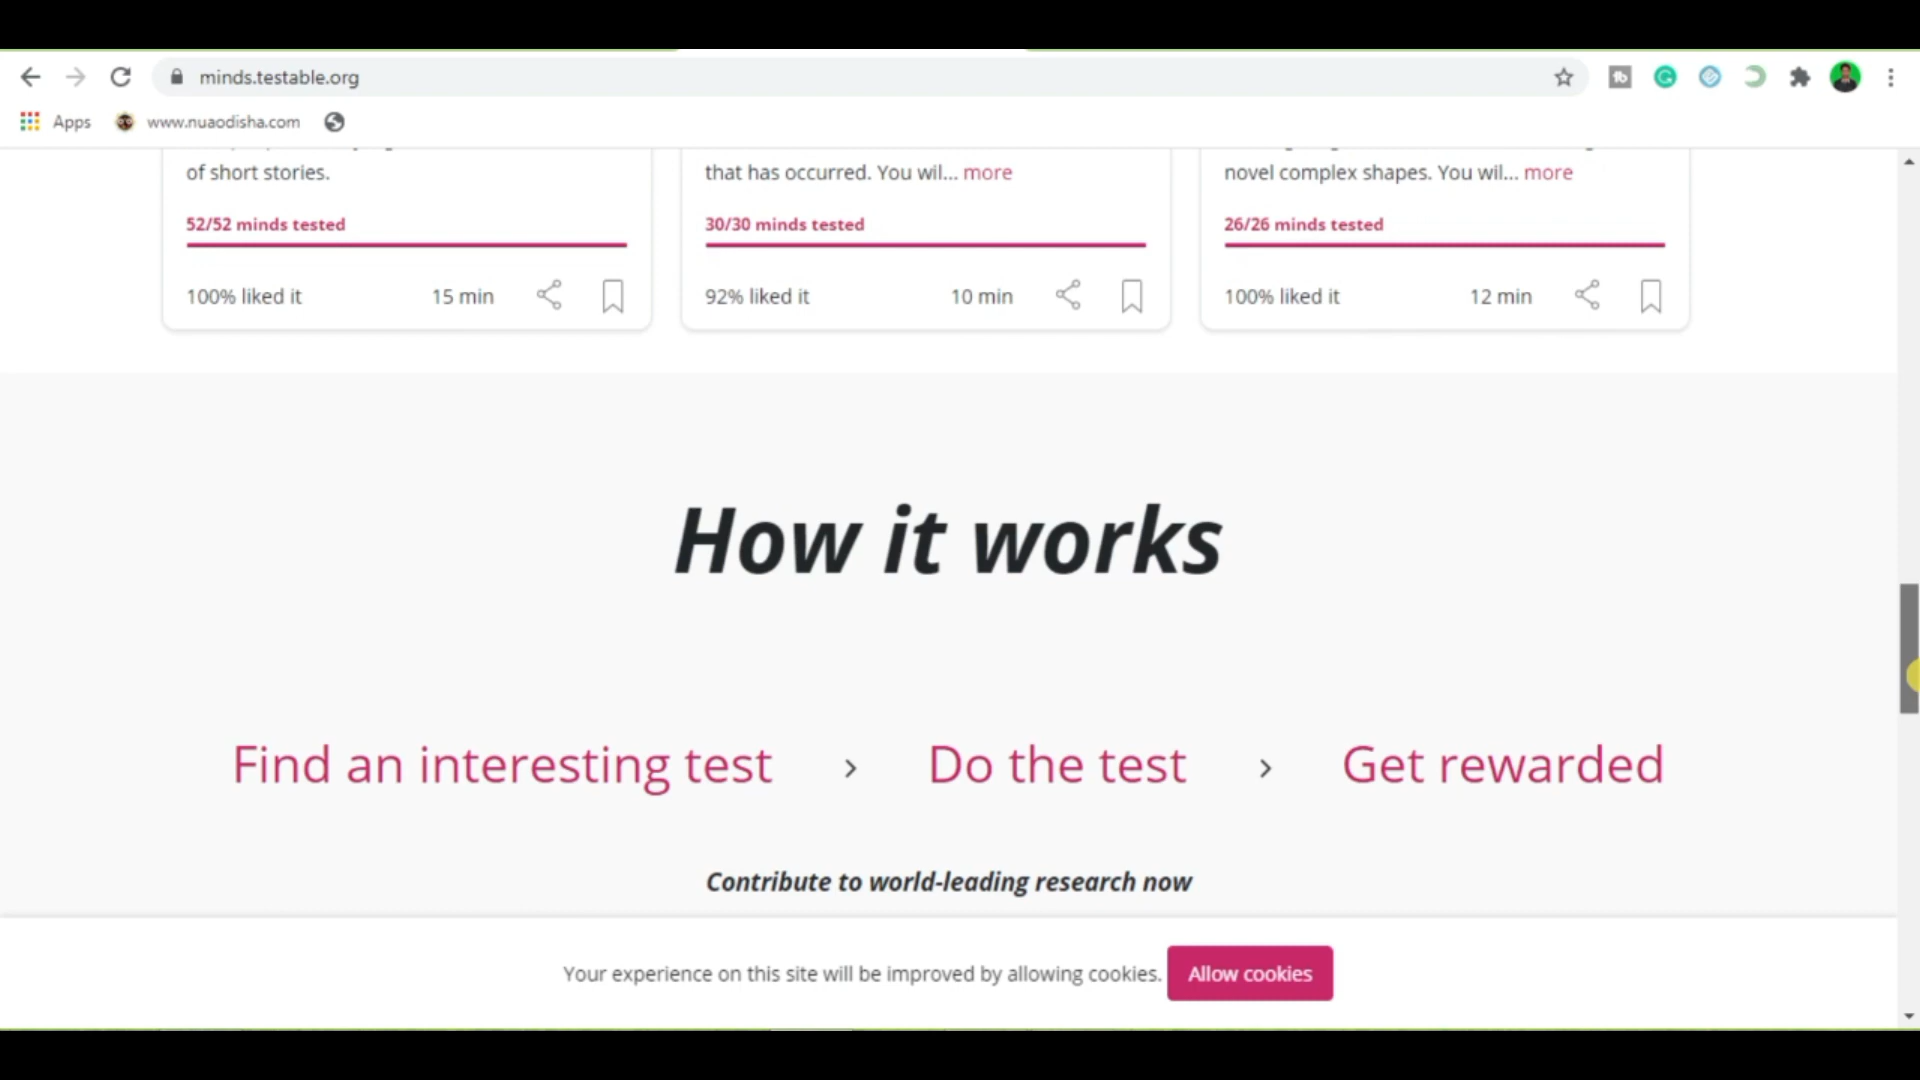 minds.testable.org
Apps www.nuaodisha.com
of short stories.
52/52 minds tested
100% liked it 15 min
that has occurred. You wil... more
30/30 minds tested
92% liked it 10 min
novel complex shapes. You wil... more
26/26 minds tested
100% liked it 12 min
How it works
Find an interesting test > Do the test > Get rewarded
Contribute to world-leading research now
Your experience on this site will be improved by allowing cookies. Allow cookies